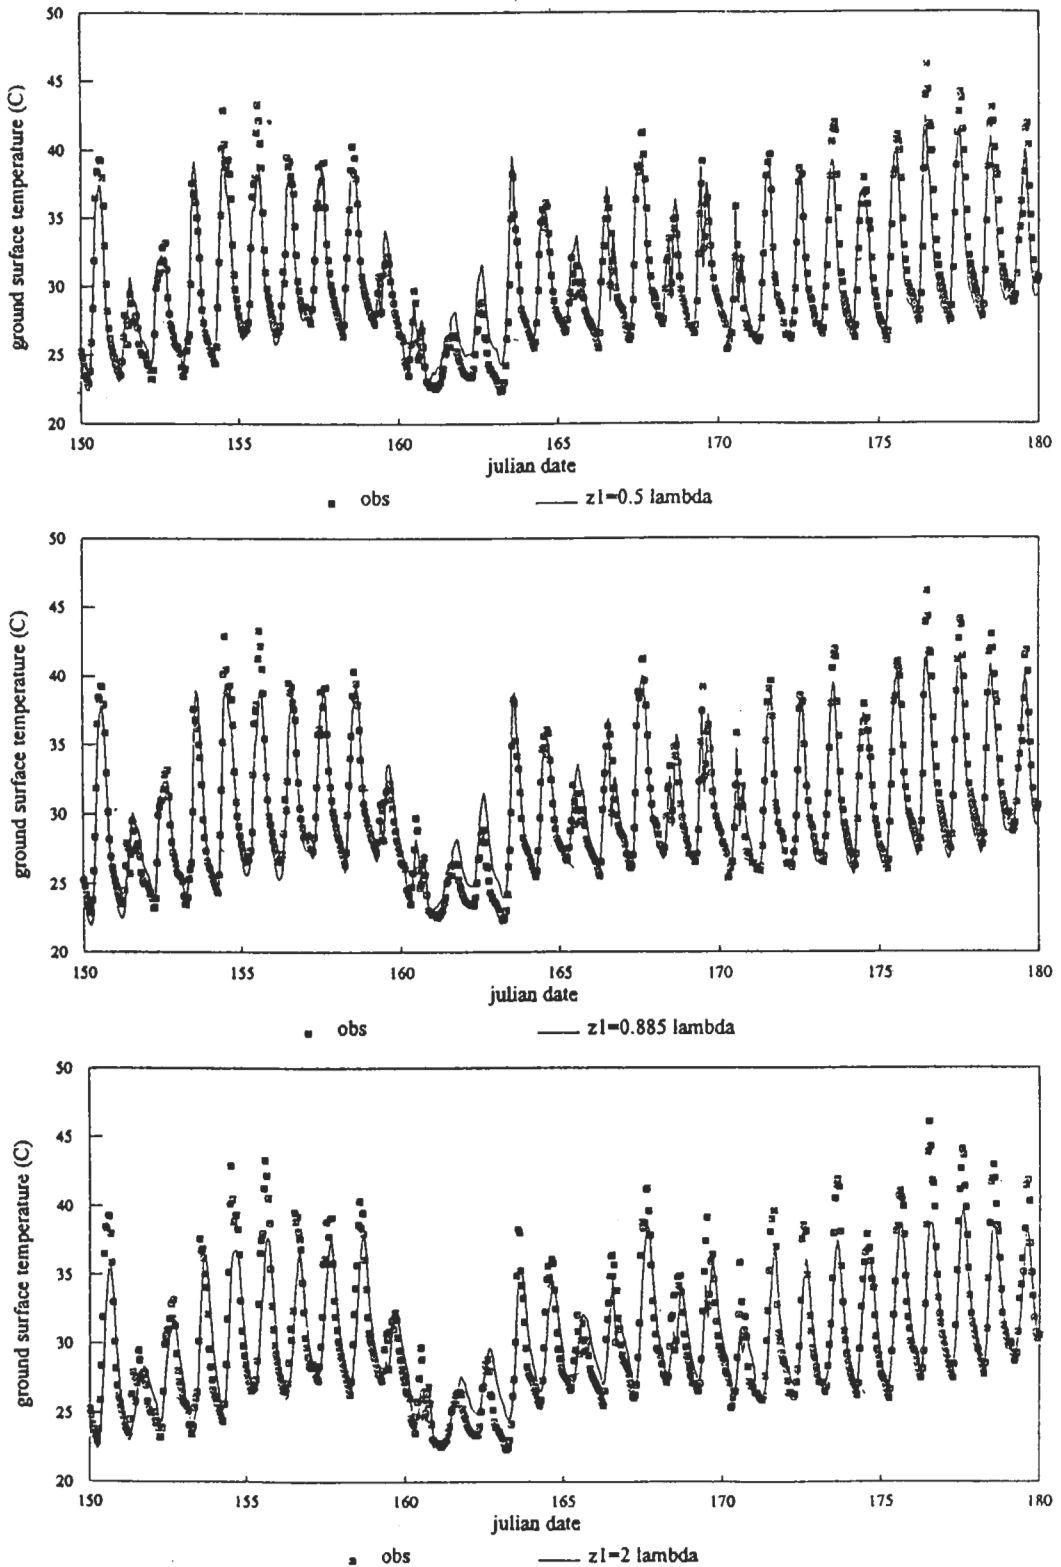 50
45
40
35
30
25
20
ground surface temperature (C)
150 155 160 165 170 175 180
julian date
obs z1=0.5 lambda
50
45
40
35
30
25
20
ground surface temperature (C)
150 155 160 165 170 175 180
julian date
obs z1=0.885 lambda
50
45
40
35
30
25
20
ground surface temperature (C)
150 155 160 165 170 175 180
julian date
obs z1=2 lambda